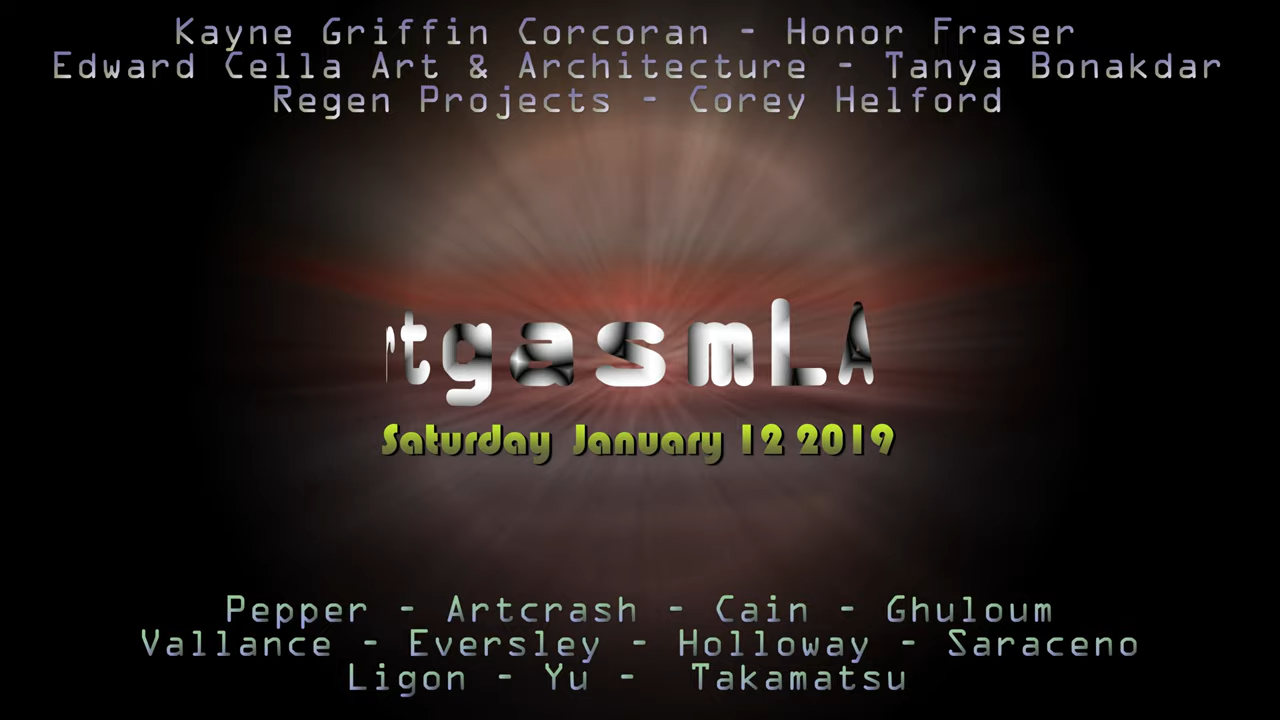 Kayne Griffin Corcoran - Honor Fraser
Edward Cella Art & Architecture - Tanya Bonakdar
Regen Projects - Corey Helford
rtgasmLA
Saturday January 12 2019
Pepper - Artcrash - Cain - Ghuloum
Vallance - Eversley - Holloway - Saraceno
Ligon - Yu - Takamatsu